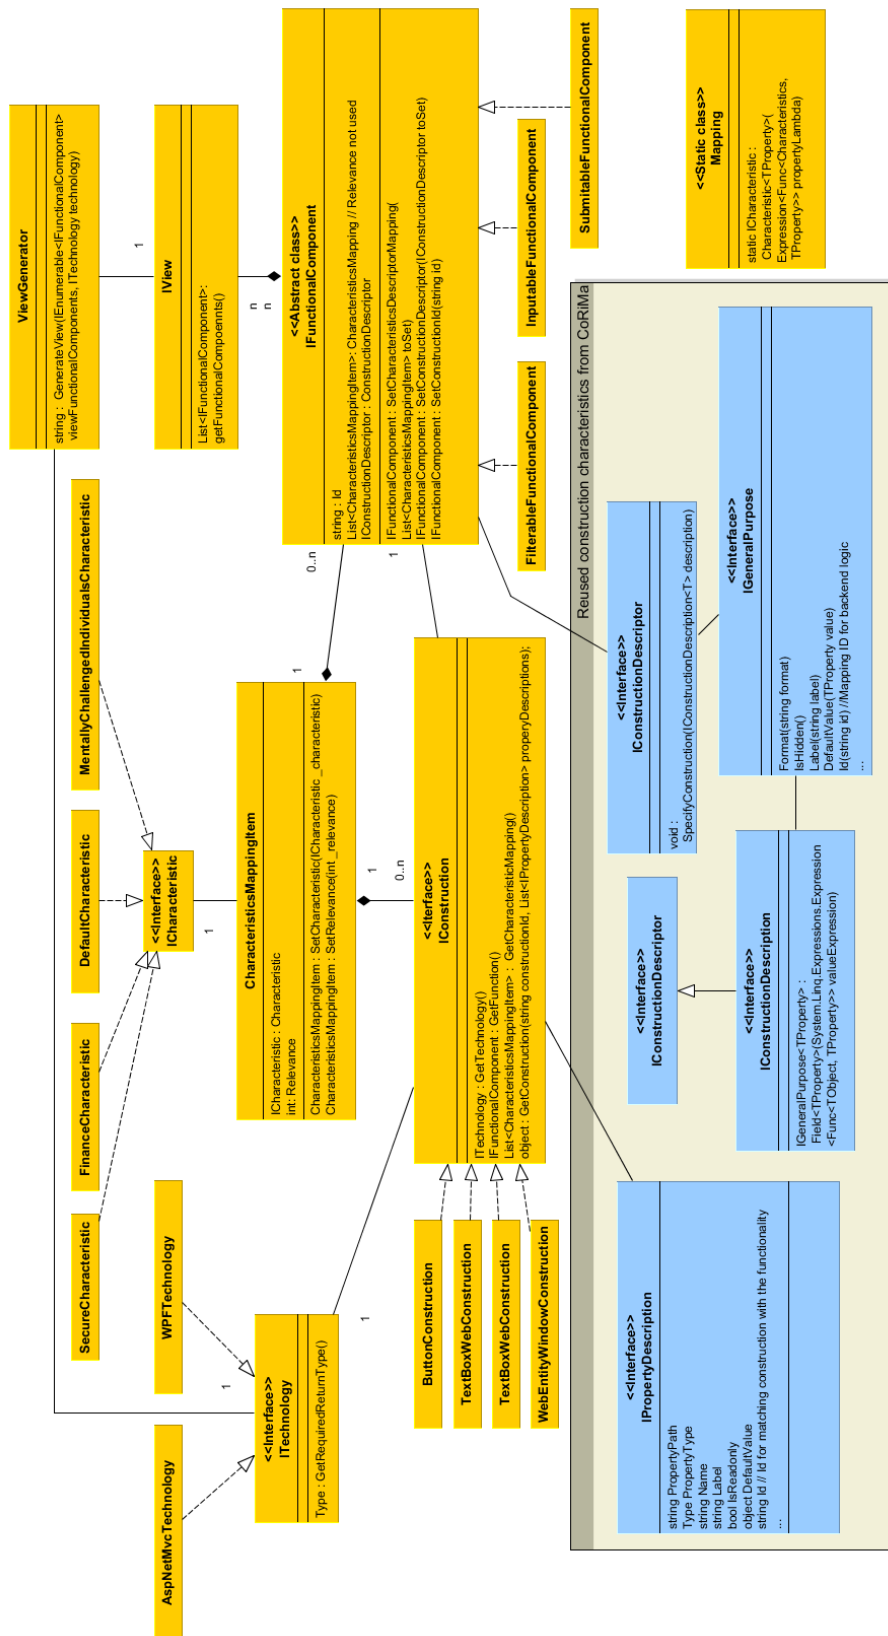 AspNetMvcTechnology
WPFTechnology
<<Interface>>
ITechnology
Type : GetRequiredReturnType()
1
1
SecureCharacteristic
FinanceCharacteristic
DefaultCharacteristic
MentallyChallengedIndividualsCharacteristic
<<Interface>>
ICharacteristic
1
ViewGenerator
string : GenerateView(IEnumerable<IFunctionalComponent>
viewFunctionalComponents, ITechnology technology)
1
IView
List<IFunctionalComponent>:
getFunctionalCompoennts()
n
n
CharacteristicsMappingItem
ICharacteristic : Characteristic
int: Relevance
CharacteristicsMappingItem : SetCharacteristic(ICharacteristic _characteristic)
CharacteristicsMappingItem : SetRelevance(int _relevance)
1
0..n
1
0..n
1
<<Abstract class>>
IFunctionalComponent
string : Id
List<CharacteristicsMappingItem>: CharacteristicsMapping // Relevance not used
IConstructionDescriptor : ConstructionDescriptor
IFunctionalComponent : SetCharacteristicsDescriptorMapping(
List<CharacteristicsMappingItem> toSet)
IFunctionalComponent : SetConstructionDescriptor(IConstructionDescriptor toSet)
IFunctionalComponent : SetConstructionId(string id)
ButtonConstruction
TextBoxWebConstruction
TextBoxWebConstruction
WebEntityWindowConstruction
<<Iterface>>
IConstruction
ITechnology : GetTechnology()
IFunctionalComponent : GetFunction()
List<CharacteristicsMappingItem> : GetCharacteristicMapping()
object : GetConstruction(string constructionId, List<IPropertyDescription> properyDescriptions);
FilterableFunctionalComponent
InputableFunctionalComponent
SubmitableFunctionalComponent
Reused construction characteristics from CoRiMa
<<Interface>>
IPropertyDescription
string PropertyPath
Type PropertyType
string Name
string Label
bool IsReadonly
object DefaultValue
string Id // Id for matching construction with the functionality
...
<<Interface>>
IConstructionDescriptor
<<Interface>>
IConstructionDescription
IGeneralPurpose<TProperty> :
Field<TProperty>(System.Linq.Expressions.Expression
<Func<TObject, TProperty>> valueExpression)
<<Interface>>
IConstructionDescriptor
void :
SpecifyConstruction(IConstructionDescription<T> description)
<<Interface>>
IGeneralPurpose
Format(string format)
IsHidden()
Label(string label)
DefaultValue(TProperty value)
Id(string id) //Mapping ID for backend logic
...
<<Static class>>
Mapping
static ICharacteristic :
Characteristic<TProperty>(
Expression<Func<Characteristics,
TProperty>> propertyLambda)